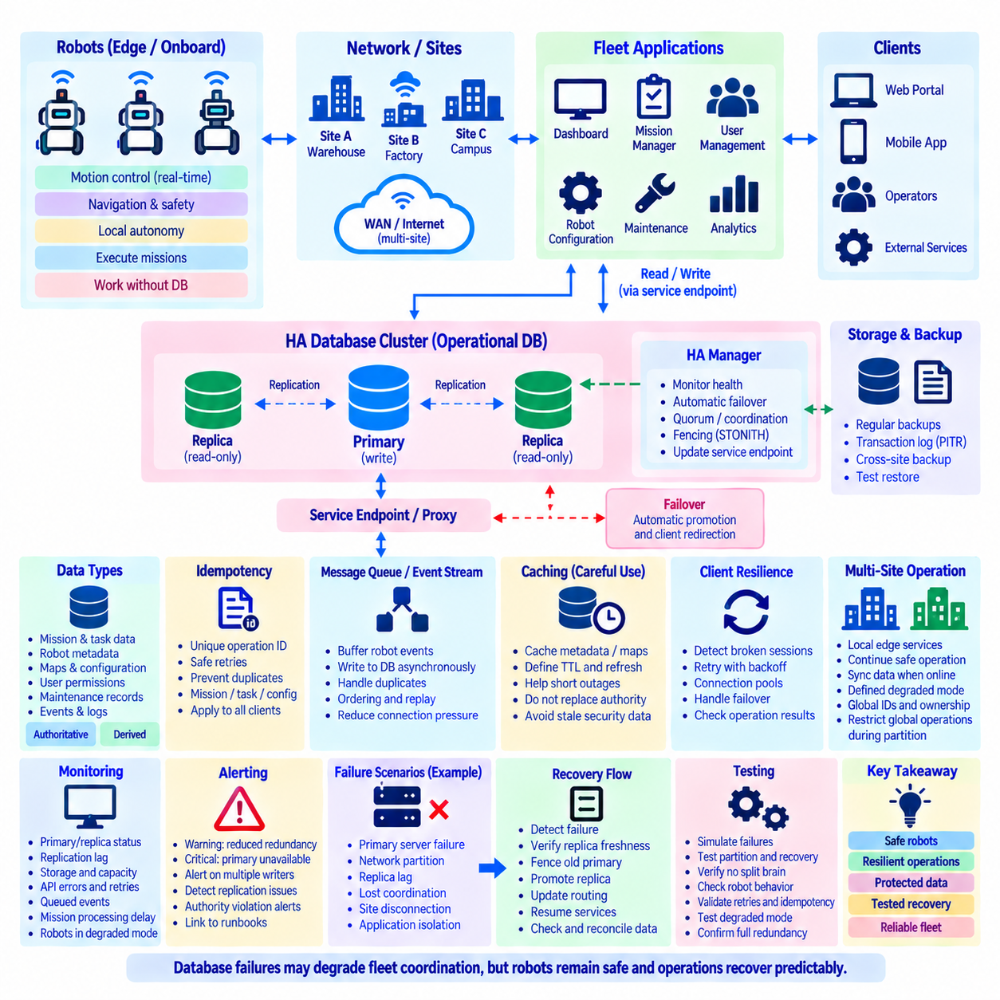 Robots (Edge / Onboard)
Motion control (real-time)
Navigation & safety
Local autonomy
Execute missions
Work without DB
Network / Sites
Site A
Warehouse
Site B
Factory
Site C
Campus
WAN / Internet
(multi-site)
Fleet Applications
Dashboard
Mission
Manager
User
Management
Robot
Configuration
Maintenance
Analytics
Clients
Web Portal
Mobile App
Operators
External Services
Read / Write
(via service endpoint)
HA Database Cluster (Operational DB)
Replication
Replication
Replica
(read-only)
Primary
(write)
Replica
(read-only)
HA Manager
• Monitor health
• Automatic failover
• Quorum / coordination
• Fencing (STONITH)
• Update service endpoint
Storage & Backup
• Regular backups
• Transaction log (PITR)
• Cross-site backup
• Test restore
Service Endpoint / Proxy
Failover
Automatic promotion
and client redirection
Data Types
• Mission & task data
• Robot metadata
• Maps & configuration
• User permissions
• Maintenance records
• Events & logs
Authoritative
Derived
Idempotency
id
• Unique operation ID
• Safe retries
• Prevent duplicates
• Mission / task / config
• Apply to all clients
Message Queue / Event Stream
• Buffer robot events
• Write to DB asynchronously
• Handle duplicates
• Ordering and replay
• Reduce connection pressure
Caching (Careful Use)
• Cache metadata / maps
• Define TTL and refresh
• Help short outages
• Do not replace authority
• Avoid stale security data
Client Resilience
• Detect broken sessions
• Retry with backoff
• Connection pools
• Handle failover
• Check operation results
Multi-Site Operation
• Local edge services
• Continue safe operation
• Sync data when online
• Defined degraded mode
• Global IDs and ownership
• Restrict global operations
during partition
Monitoring
• Primary/replica status
• Replication lag
• Storage and capacity
• API errors and retries
• Queued events
• Mission processing delay
• Robots in degraded mode
Alerting
• Warning: reduced redundancy
• Critical: primary unavailable
• Alert on multiple writers
• Detect replication issues
• Authority violation alerts
• Link to runbooks
Failure Scenarios (Example)
• Primary server failure
• Network partition
• Replica lag
• Lost coordination
• Site disconnection
• Application isolation
Recovery Flow
• Detect failure
• Verify replica freshness
• Fence old primary
• Promote replica
• Update routing
• Resume services
• Check and reconcile data
Testing
• Simulate failures
• Test partition and recovery
• Verify no split brain
• Check robot behavior
• Validate retries and idempotency
• Test degraded mode
• Confirm full redundancy
Key Takeaway
Safe robots
Resilient operations
Protected data
Tested recovery
Reliable fleet
Database failures may degrade fleet coordination, but robots remain safe and operations recover predictably.